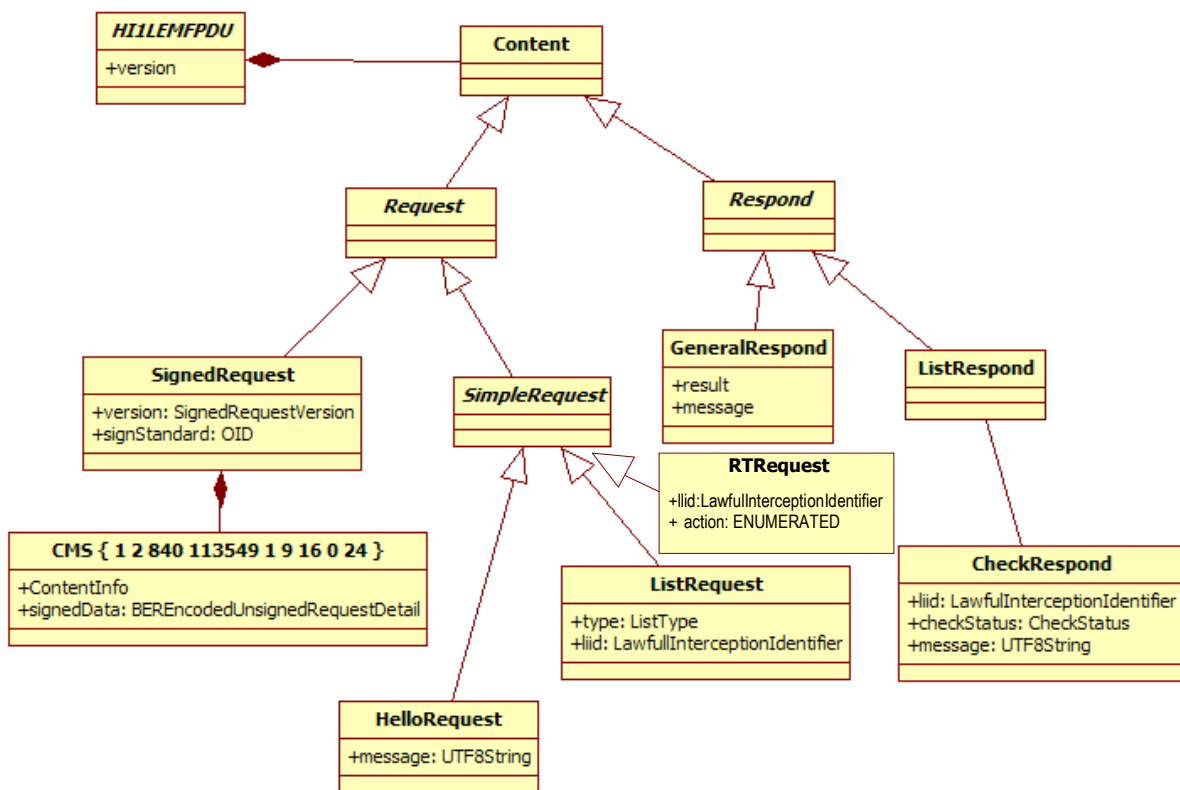 HI1LEMFPDU
+version
Content
Request
Respond
SignedRequest
+version: SignedRequestVersion
+signStandard: OID
SimpleRequest
GeneralRespond
+result
+message
ListRespond
RTRequest
+liid:LawfulInterceptionIdentifier
+ action: ENUMERATED
CMS { 1 2 840 113549 1 9 16 0 24 }
+ContentInfo
+signedData: BEREncodedUnsignedRequestDetail
ListRequest
+type: ListType
+liid: LawfullInterceptionIdentifier
CheckRespond
+liid: LawfulInterceptionIdentifier
+checkStatus: CheckStatus
+message: UTF8String
HelloRequest
+message: UTF8String